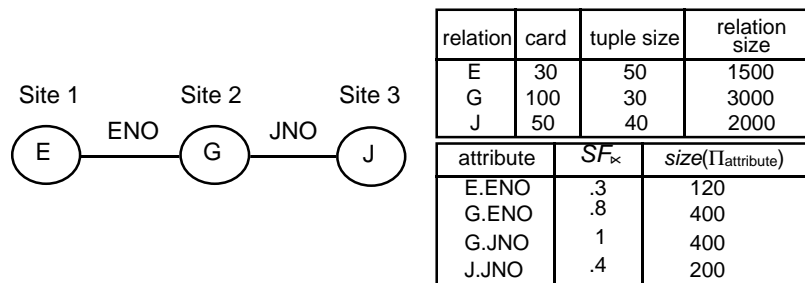 Site 1 Site 2 Site 3
ENO JNO
E G J
relation card tuple size relation size
E 30 50 1500
G 100 30 3000
J 50 40 2000
attribute SF⋉ size(Πattribute)
E.ENO .3 120
G.ENO .8 400
G.JNO 1 400
J.JNO .4 200